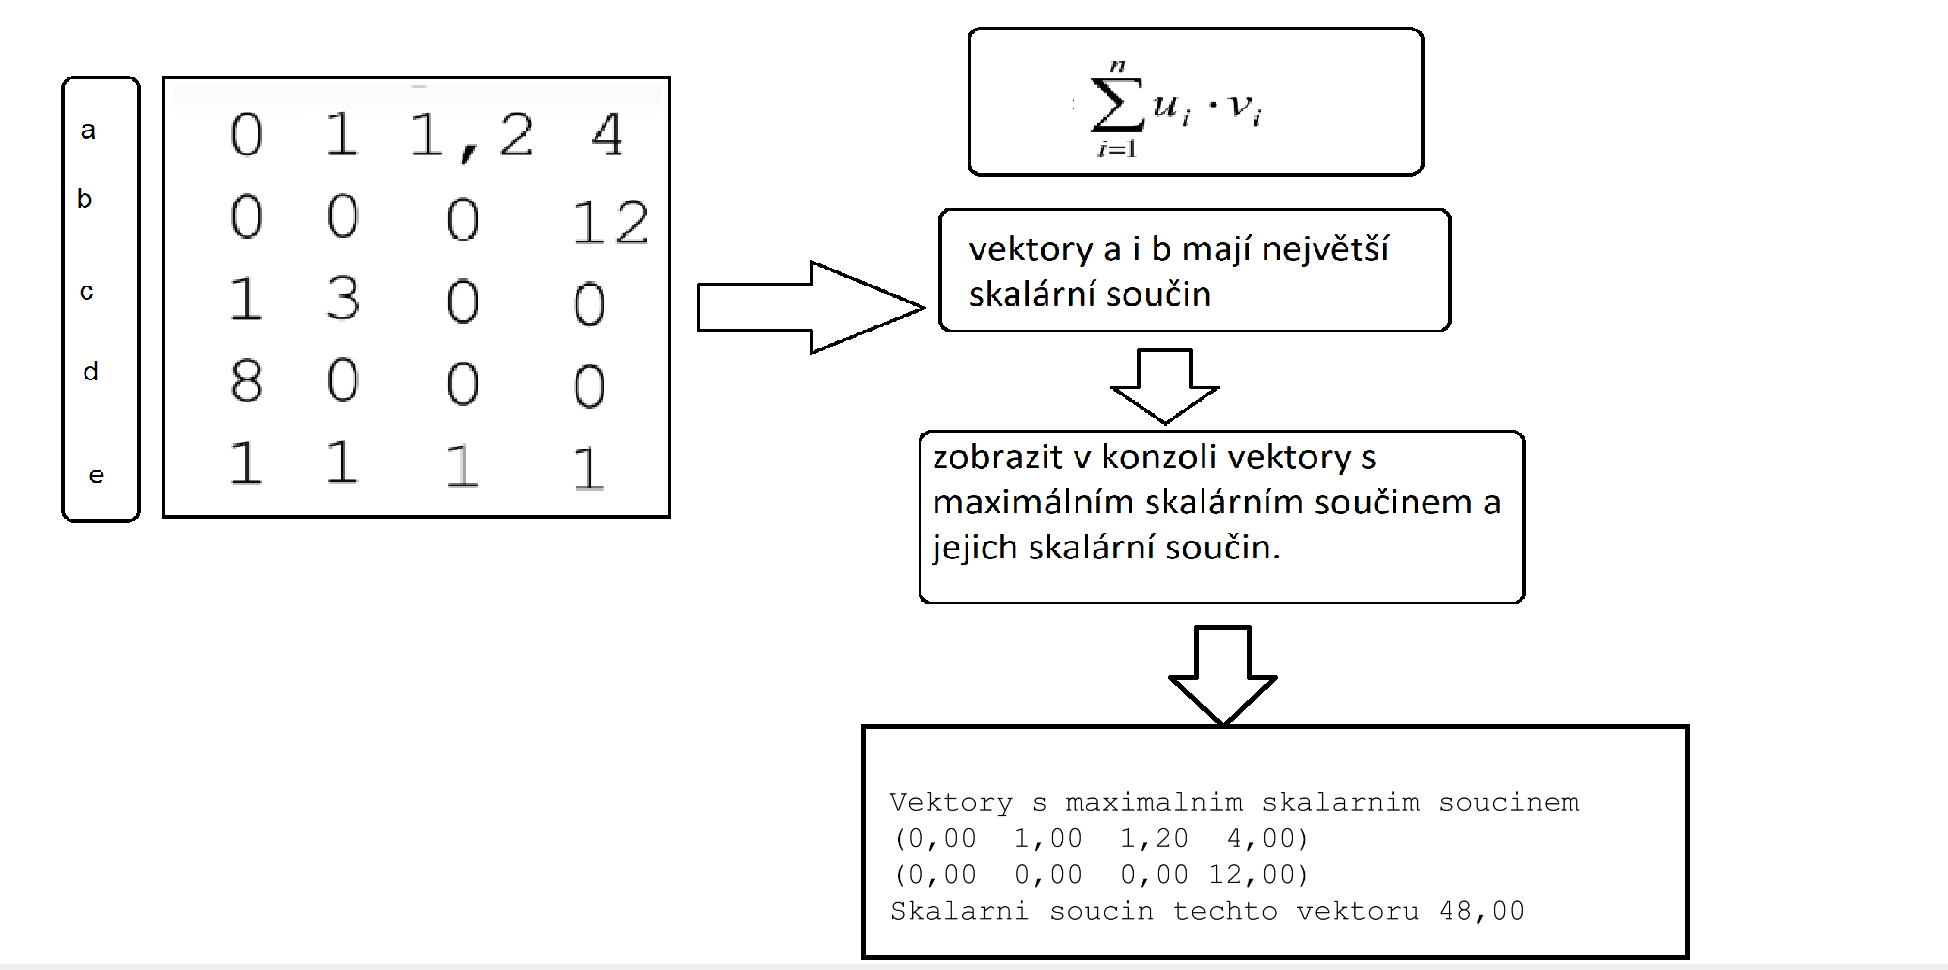 a
b
c
d
e
0 1 1,2 4
0 0 0 12
1 3 0 0
8 0 0 0
1 1 1 1
n
∑ u i · v i
i=1
vektory a i b mají největší
skalární součin
zobrazit v konzoli vektory s
maximálním skalárním součinem a
jejich skalární součin.
Vektory s maximalnim skalarnim soucinem
(0,00 1,00 1,20 4,00)
(0,00 0,00 0,00 12,00)
Skalarni soucin techto vektoru 48,00